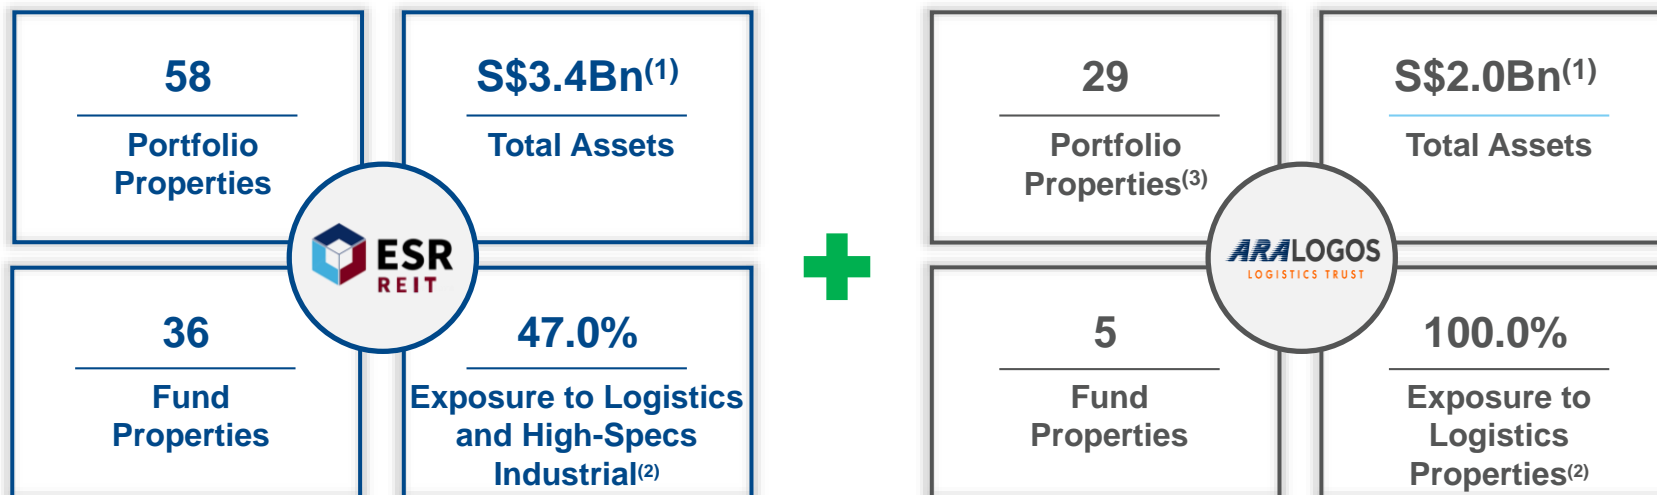 58
Portfolio
Properties
S$3.4Bn(1)
Total Assets
ESR
REIT
36
Fund
Properties
47.0%
Exposure to Logistics
and High-Specs
Industrial(2)
29
Portfolio
Properties(3)
S$2.0Bn(1)
Total Assets
ARALOGOS
LOGISTICS TRUST
5
Fund
Properties
100.0%
Exposure to
Logistics
Properties(2)